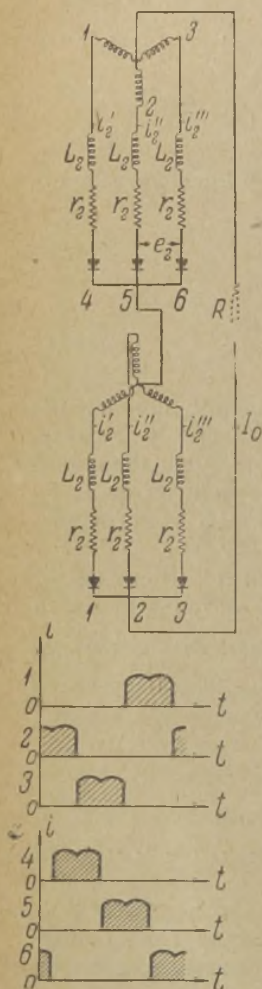 1 3
2
i₂′ i₂″ i₂‴
L₂ L₂ L₂
r₂ r₂ r₂
e₂
4 5 6
R
i₂′ i₂″ i₂‴ I₀
L₂ L₂ L₂
r₂ r₂ r₂
1 2 3
i
1
0 t
2
0 t
3
0 t
i
4
0 t
5
0 t
6
0 t